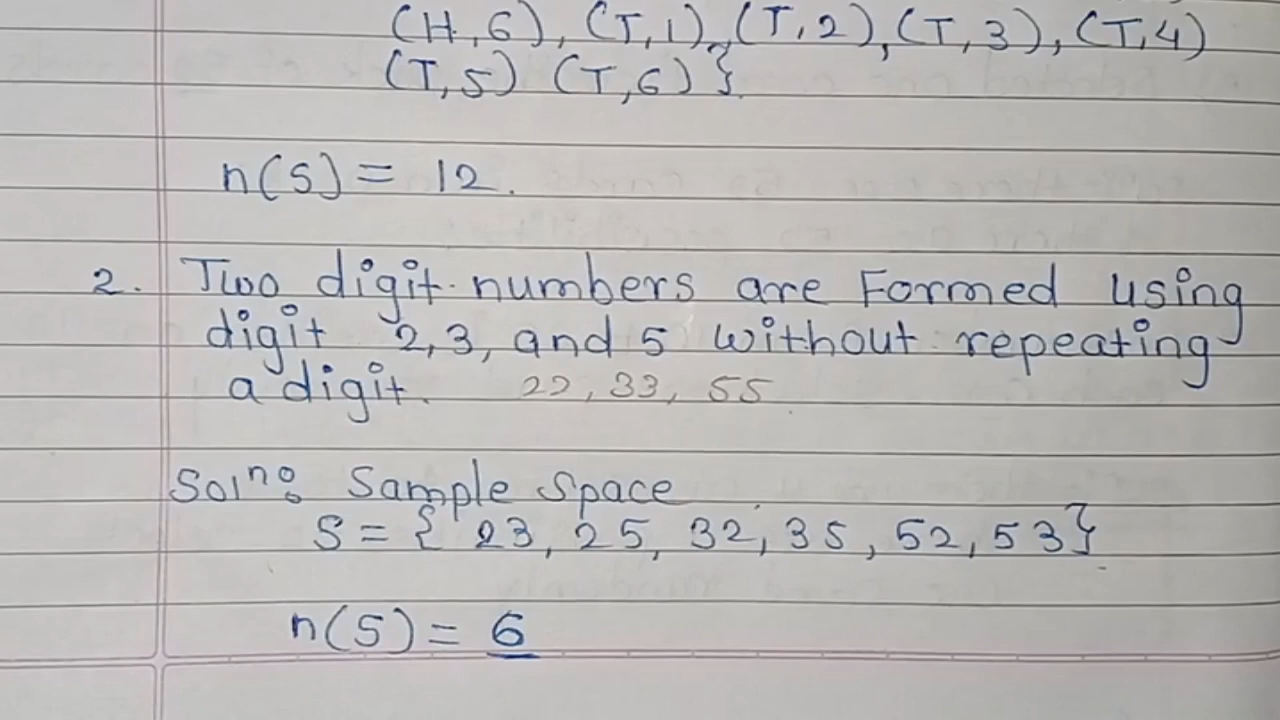 (H,6), (T,1), (T,2), (T,3), (T,4)
(T,5) (T,6) }.
n(S) = 12.
2. Two digit numbers are Formed using
digit 2,3, and 5 without repeating
a digit. 22, 33, 55
Solⁿ: Sample Space
S = { 23, 25, 32, 35, 52, 53}.
n(S) = 6